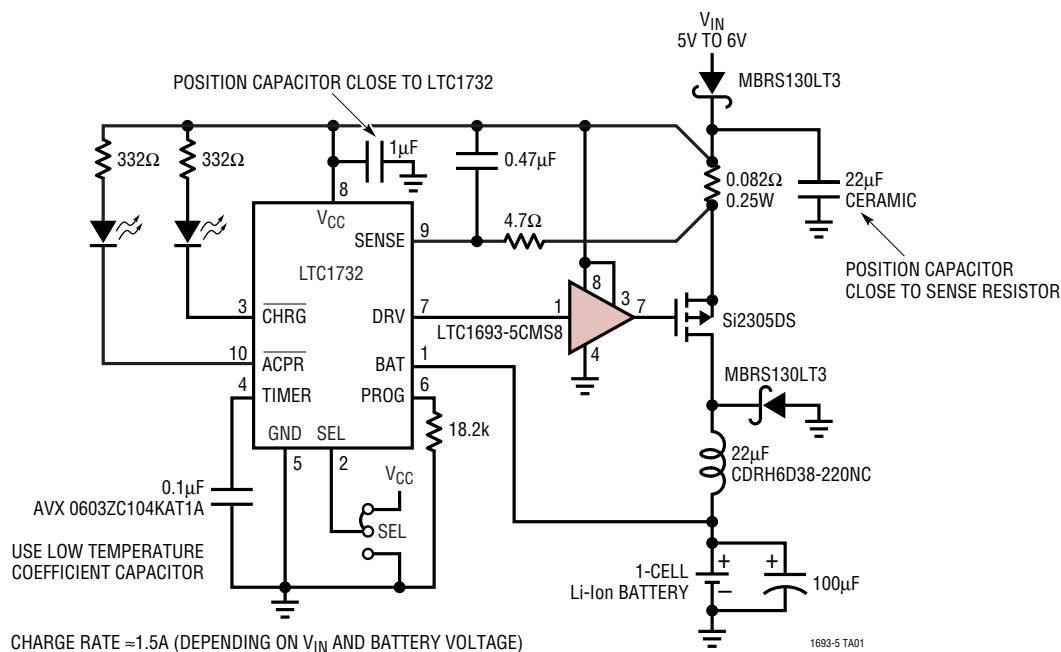 VIN
5V TO 6V
MBRS130LT3
POSITION CAPACITOR CLOSE TO LTC1732
332Ω
332Ω
1µF
0.47µF
0.082Ω
0.25W
22µF
CERAMIC
8
VCC
4.7Ω
SENSE
9
LTC1732
POSITION CAPACITOR
CLOSE TO SENSE RESISTOR
8
3
3
CHRG
DRV
7
1
7
LTC1693-5CMS8
Si2305DS
4
10
ACPR
BAT
1
MBRS130LT3
4
TIMER
PROG
6
18.2k
GND
SEL
5
2
22µF
CDRH6D38-220NC
VCC
0.1µF
AVX 0603ZC104KAT1A
SEL
USE LOW TEMPERATURE
COEFFICIENT CAPACITOR
1-CELL
Li-Ion BATTERY
+
–
+
100µF
CHARGE RATE ≈1.5A (DEPENDING ON VIN AND BATTERY VOLTAGE)
1693-5 TA01